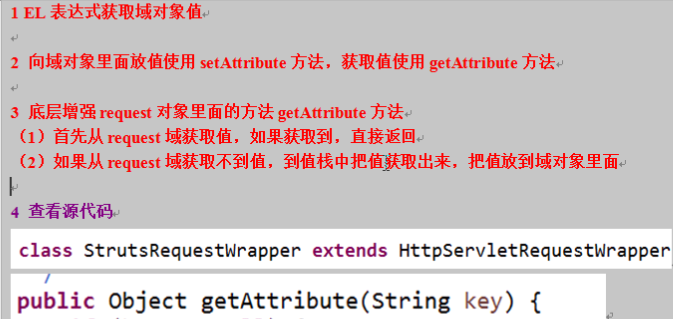 1 EL 表达式获取域对象值
2 向域对象里面放值使用 setAttribute 方法，获取值使用 getAttribute 方法
3 底层增强 request 对象里面的方法 getAttribute 方法
（1）首先从 request 域获取值，如果获取到，直接返回
（2）如果从 request 域获取不到值，到值栈中把值获取出来，把值放到域对象里面
4 查看源代码
class StrutsRequestWrapper extends HttpServletRequestWrapper
public Object getAttribute(String key) {